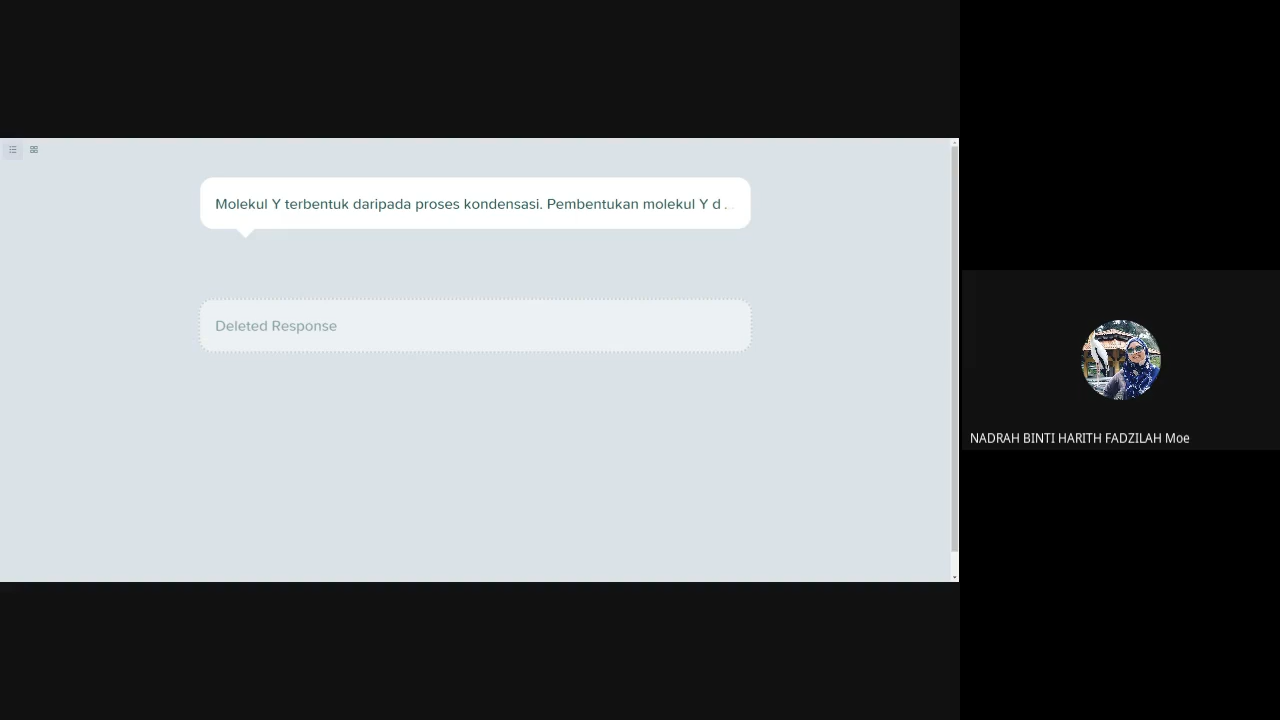 Molekul Y terbentuk daripada proses kondensasi. Pembentukan molekul Y d ...
Deleted Response
NADRAH BINTI HARITH FADZILAH Moe